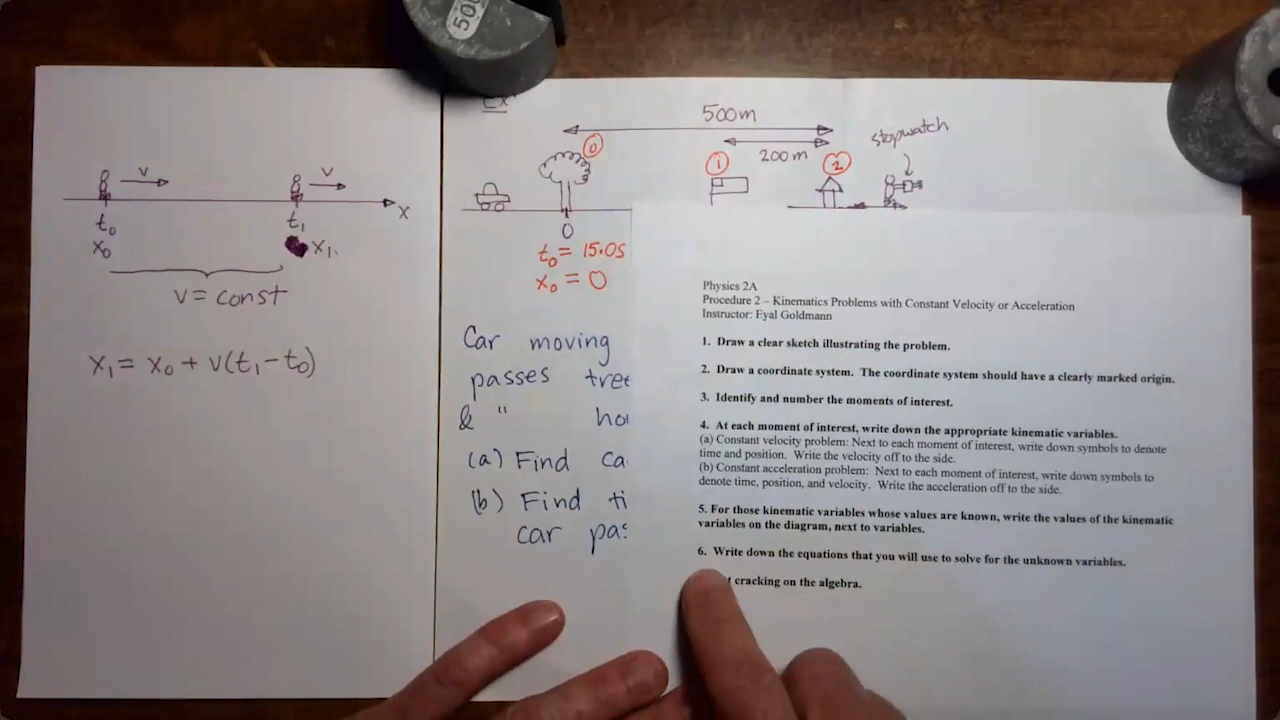 500
Ex
500m
200m
stopwatch
0
1
2
v
v
x
t₀
t₁
x₀
x₁
v = const
x₁ = x₀ + v(t₁-t₀)
0
t₀ = 15.0s
x₀ = 0
Car moving
passes tree
& "
(a) Find
(b) Find
car
Physics 2A
Procedure 2 – Kinematics Problems with Constant Velocity or Acceleration
Instructor: Eyal Goldmann
1. Draw a clear sketch illustrating the problem.
2. Draw a coordinate system. The coordinate system should have a clearly marked origin.
3. Identify and number the moments of interest.
4. At each moment of interest, write down the appropriate kinematic variables.
(a) Constant velocity problem: Next to each moment of interest, write down symbols to denote
time and position. Write the velocity off to the side.
(b) Constant acceleration problem: Next to each moment of interest, write down symbols to
denote time, position, and velocity. Write the acceleration off to the side.
5. For those kinematic variables whose values are known, write the values of the kinematic
variables on the diagram, next to variables.
6. Write down the equations that you will use to solve for the unknown variables.
cracking on the algebra.